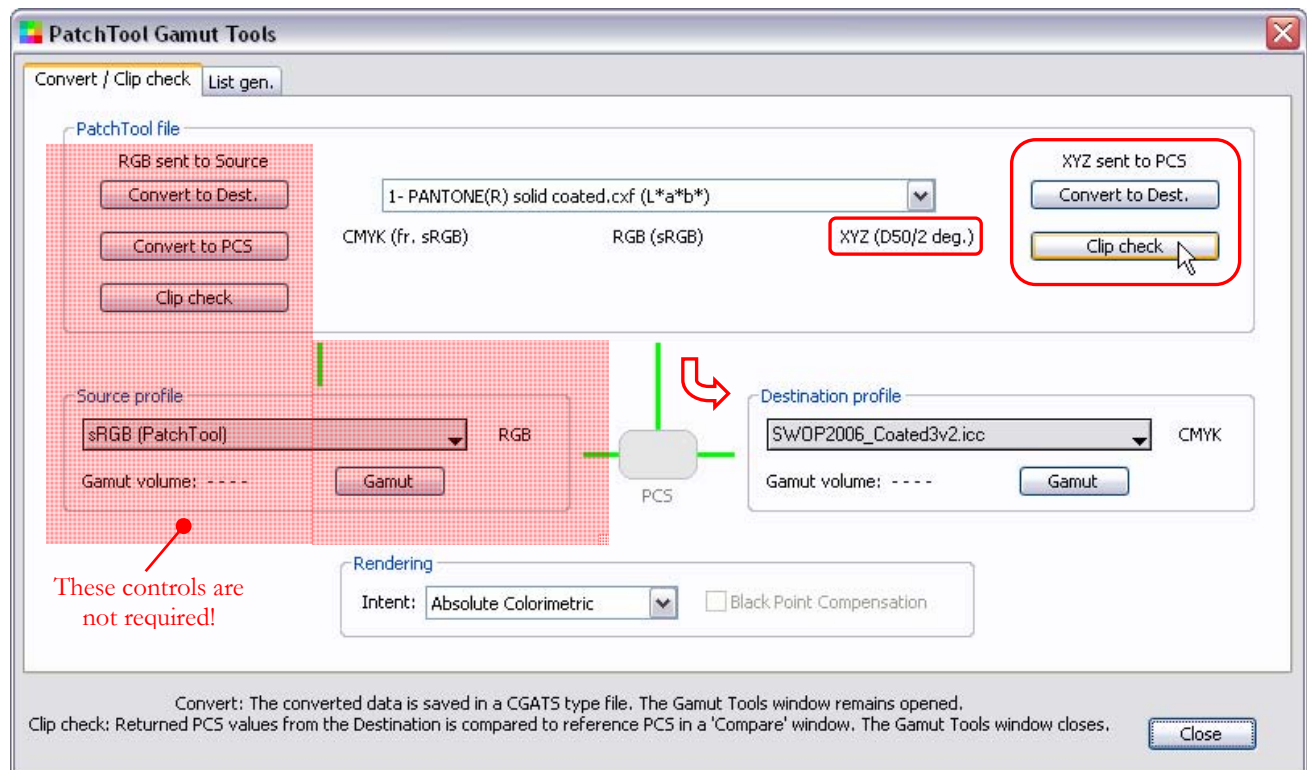 PatchTool Gamut Tools
Convert / Clip check
List gen.
PatchTool file
RGB sent to Source
Convert to Dest.
Convert to PCS
Clip check
1- PANTONE(R) solid coated.cxf (L*a*b*)
CMYK (fr. sRGB)
RGB (sRGB)
XYZ (D50/2 deg.)
XYZ sent to PCS
Convert to Dest.
Clip check
Source profile
sRGB (PatchTool)
RGB
Gamut volume: - - - -
Gamut
PCS
Destination profile
SWOP2006_Coated3v2.icc
CMYK
Gamut volume: - - - -
Gamut
These controls are
not required!
Rendering
Intent:
Absolute Colorimetric
Black Point Compensation
Convert: The converted data is saved in a CGATS type file. The Gamut Tools window remains opened.
Clip check: Returned PCS values from the Destination is compared to reference PCS in a 'Compare' window. The Gamut Tools window closes.
Close